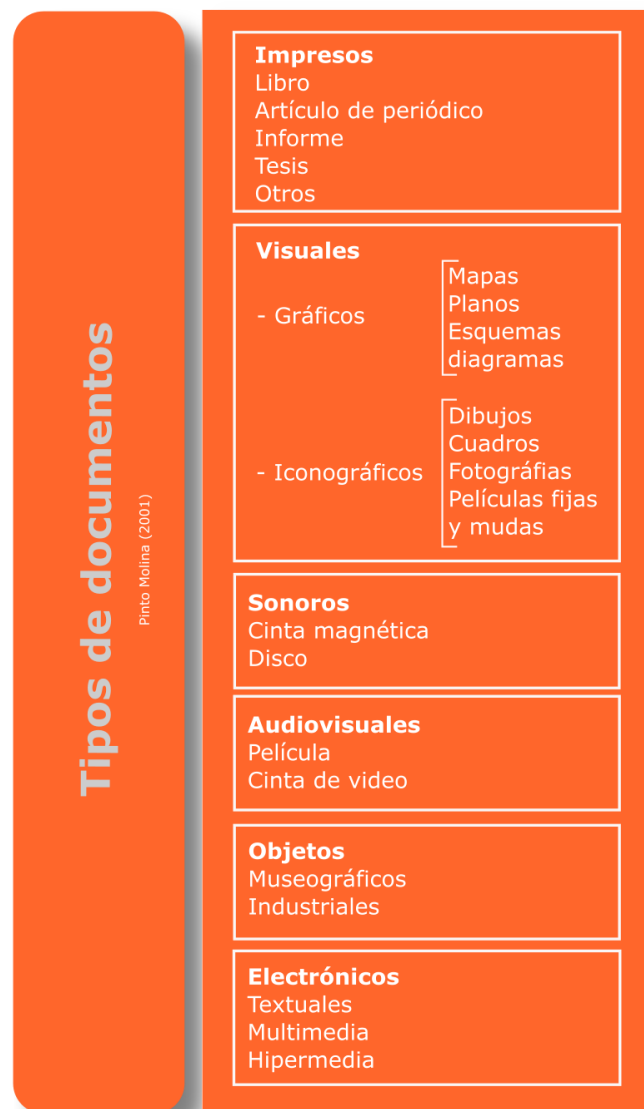 Tipos de documentos
Pinto Molina (2001)
Impresos
Libro
Artículo de periódico
Informe
Tesis
Otros
Visuales
- Gráficos
Mapas
Planos
Esquemas
diagramas
- Iconográficos
Dibujos
Cuadros
Fotográfias
Películas fijas
y mudas
Sonoros
Cinta magnética
Disco
Audiovisuales
Película
Cinta de video
Objetos
Museográficos
Industriales
Electrónicos
Textuales
Multimedia
Hipermedia